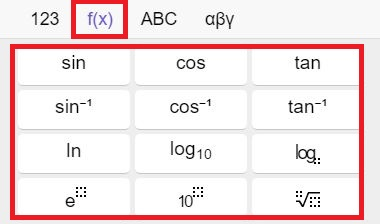 123 f(x) ABC αβγ
sin cos tan
sin⁻¹ cos⁻¹ tan⁻¹
ln log₁₀ log
e 10 √